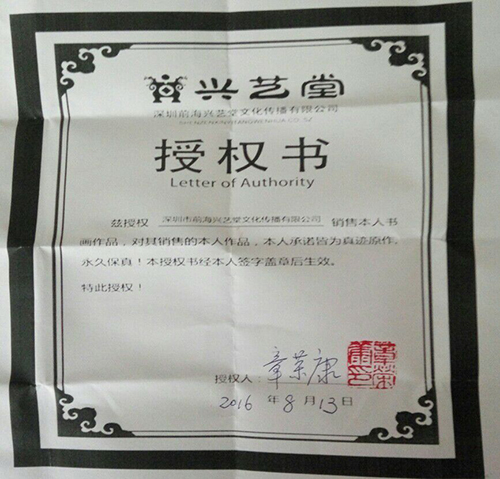 兴艺堂
深圳前海兴艺堂文化传播有限公司
授权书
Letter of Authority
兹授权 深圳市前海兴艺堂文化传播有限公司 销售本人书
画作品，对其销售的本人作品，本人承诺皆为真迹原作，
永久保真！本授权书经本人签字盖章后生效。
特此授权！
授权人：章荣康
2016 年 8 月 13 日